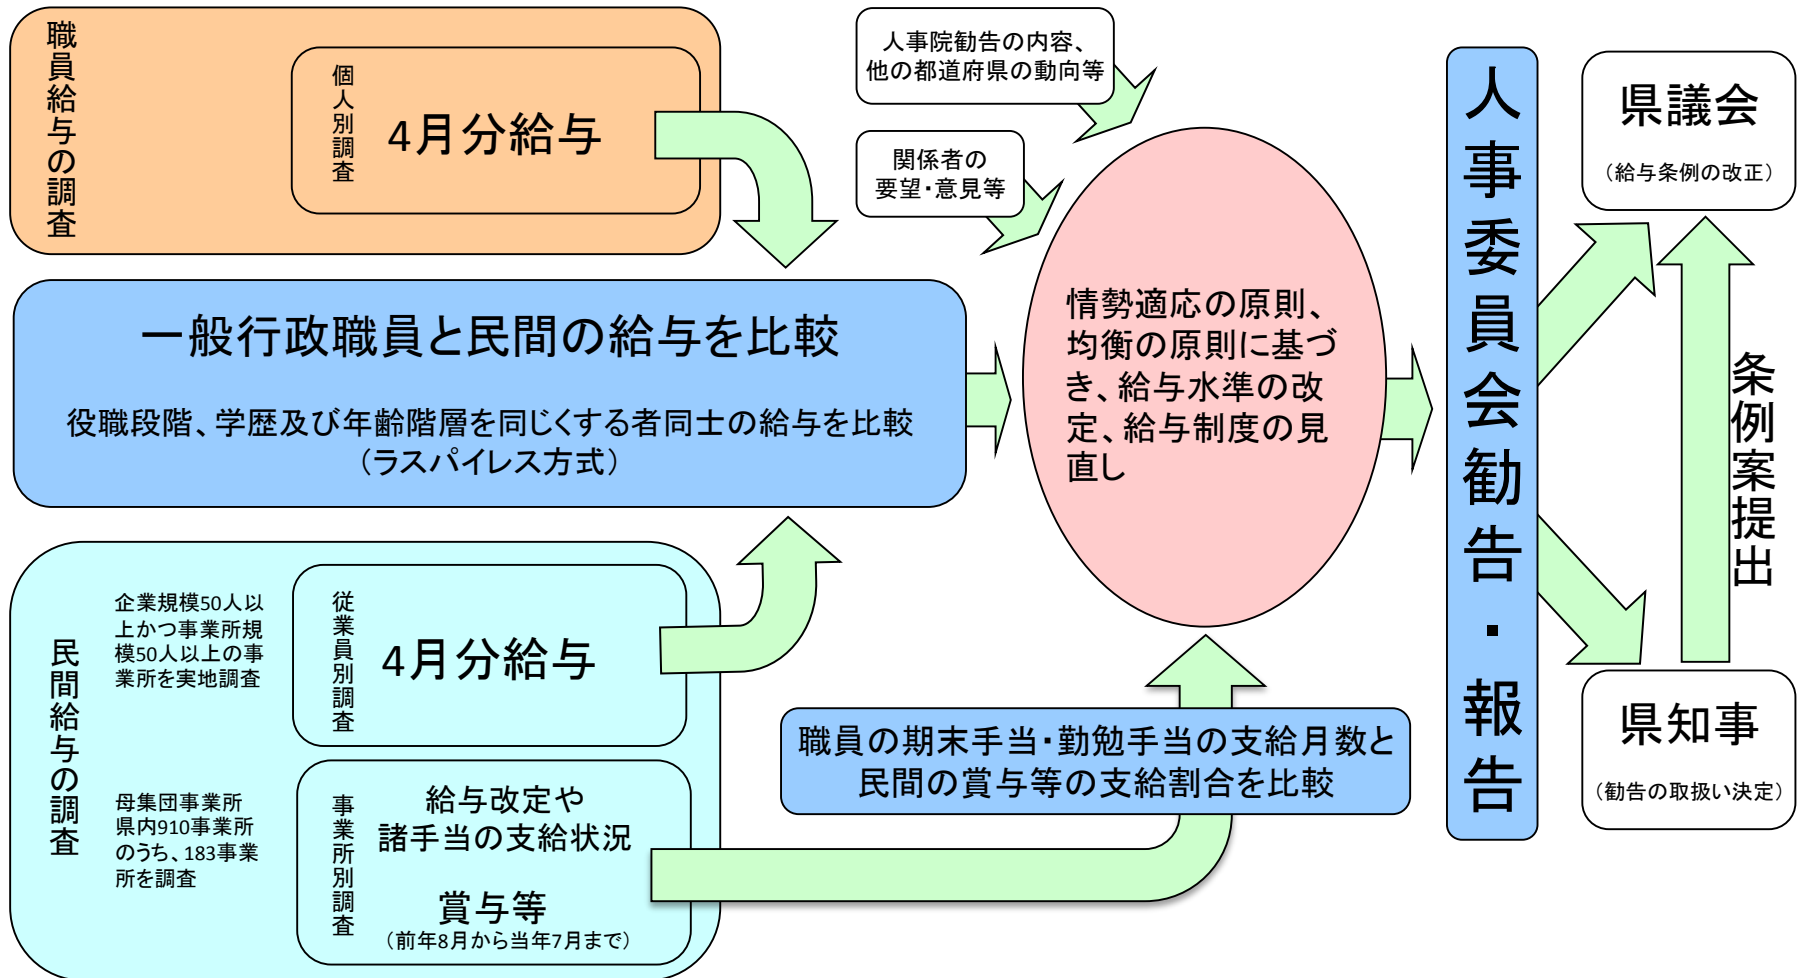 職員給与の調査
個人別調査
4月分給与
人事院勧告の内容、
他の都道府県の動向等
関係者の
要望・意見等
一般行政職員と民間の給与を比較
役職段階、学歴及び年齢階層を同じくする者同士の給与を比較
（ラスパイレス方式）
情勢適応の原則、
均衡の原則に基づ
き、給与水準の改
定、給与制度の見
直し
民間給与の調査
企業規模50人以
上かつ事業所規
模50人以上の事
業所を実地調査
従業員別調査
4月分給与
母集団事業所
県内910事業所
のうち、183事業
所を調査
事業所別調査
給与改定や
諸手当の支給状況
賞与等
（前年8月から当年7月まで）
職員の期末手当・勤勉手当の支給月数と
民間の賞与等の支給割合を比較
人事委員会勧告・報告
県議会
（給与条例の改正）
条例案提出
県知事
（勧告の取扱い決定）